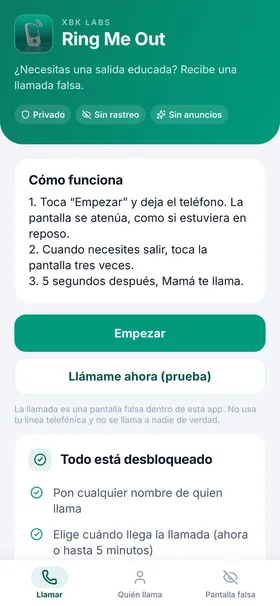 XBK LABS
Ring Me Out
¿Necesitas una salida educada? Recibe una
llamada falsa.
Privado
Sin rastreo
Sin anuncios
Cómo funciona
1. Toca “Empezar” y deja el teléfono. La
pantalla se atenúa, como si estuviera en
reposo.
2. Cuando necesites salir, toca la
pantalla tres veces.
3. 5 segundos después, Mamá te llama.
Empezar
Llámame ahora (prueba)
La llamada es una pantalla falsa dentro de esta app. No usa
tu línea telefónica y no se llama a nadie de verdad.
Todo está desbloqueado
Pon cualquier nombre de quien
llama
Elige cuándo llega la llamada (ahora
o hasta 5 minutos)
Llamar
Quién llama
Pantalla falsa